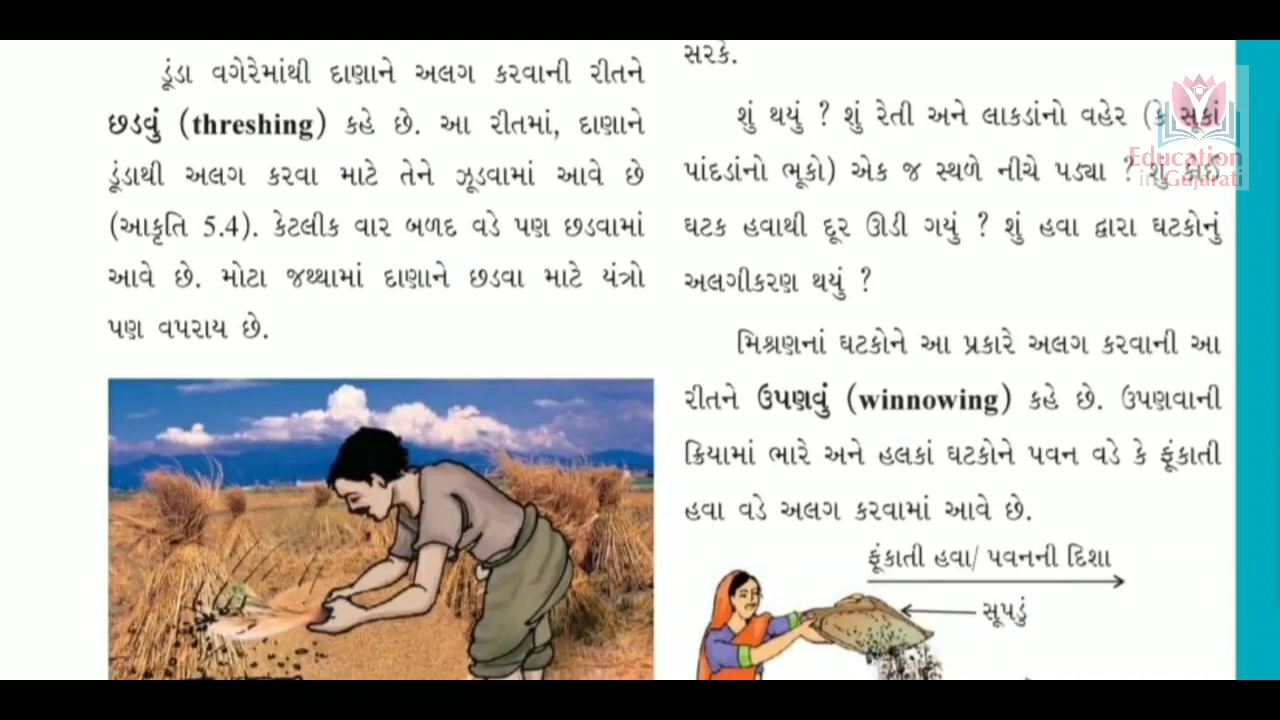 ડૂંડા વગેરેમાંથી દાણાને અલગ કરવાની રીતને
છડવું (threshing) કહે છે. આ રીતમાં, દાણાને
ડૂંડાથી અલગ કરવા માટે તેને ઝૂડવામાં આવે છે
(આકૃતિ 5.4). કેટલીક વાર બળદ વડે પણ છડવામાં
આવે છે. મોટા જથ્થામાં દાણાને છડવા માટે યંત્રો
પણ વપરાય છે.
સરકે.
શું થયું ? શું રેતી અને લાકડાંનો વહેર (કે સૂકાં
પાંદડાંનો ભૂકો) એક જ સ્થળે નીચે પડ્યા ? શું કોઈ
ઘટક હવાથી દૂર ઊડી ગયું ? શું હવા દ્વારા ઘટકોનું
અલગીકરણ થયું ?
મિશ્રણનાં ઘટકોને આ પ્રકારે અલગ કરવાની આ
રીતને ઉપણવું (winnowing) કહે છે. ઉપણવાની
ક્રિયામાં ભારે અને હલકાં ઘટકોને પવન વડે કે ફૂંકાતી
હવા વડે અલગ કરવામાં આવે છે.
ફૂંકાતી હવા/ પવનની દિશા
સૂપડું
Education
in Gujarati